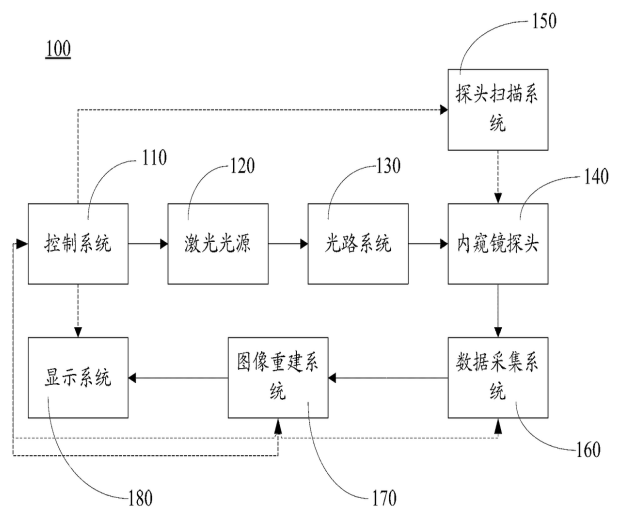 100
150
探头扫描系
统
110
120
130
140
控制系统
激光光源
光路系统
内窥镜探头
显示系统
图像重建系
统
数据采集系
统
180
170
160